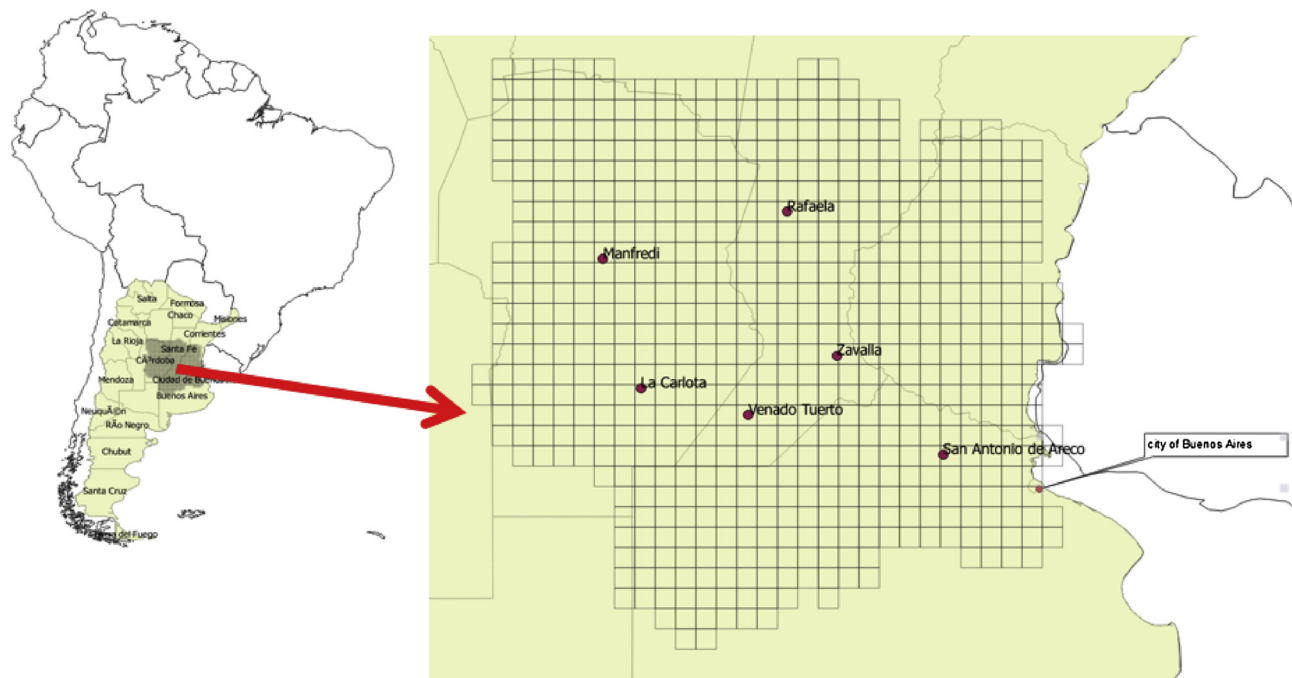 Salta
Formosa
Chaco
Misiones
Catamarca
Corrientes
La Rioja
Santa Fe
CÃ³rdoba
Mendoza
Ciudad de Buenos
Buenos Aires
NeuquÃ©n
RÃ­o Negro
Chubut
Santa Cruz
del Fuego
Rafaela
Manfredi
Zavalla
La Carlota
Venado Tuerto
San Antonio de Areco
city of Buenos Aires